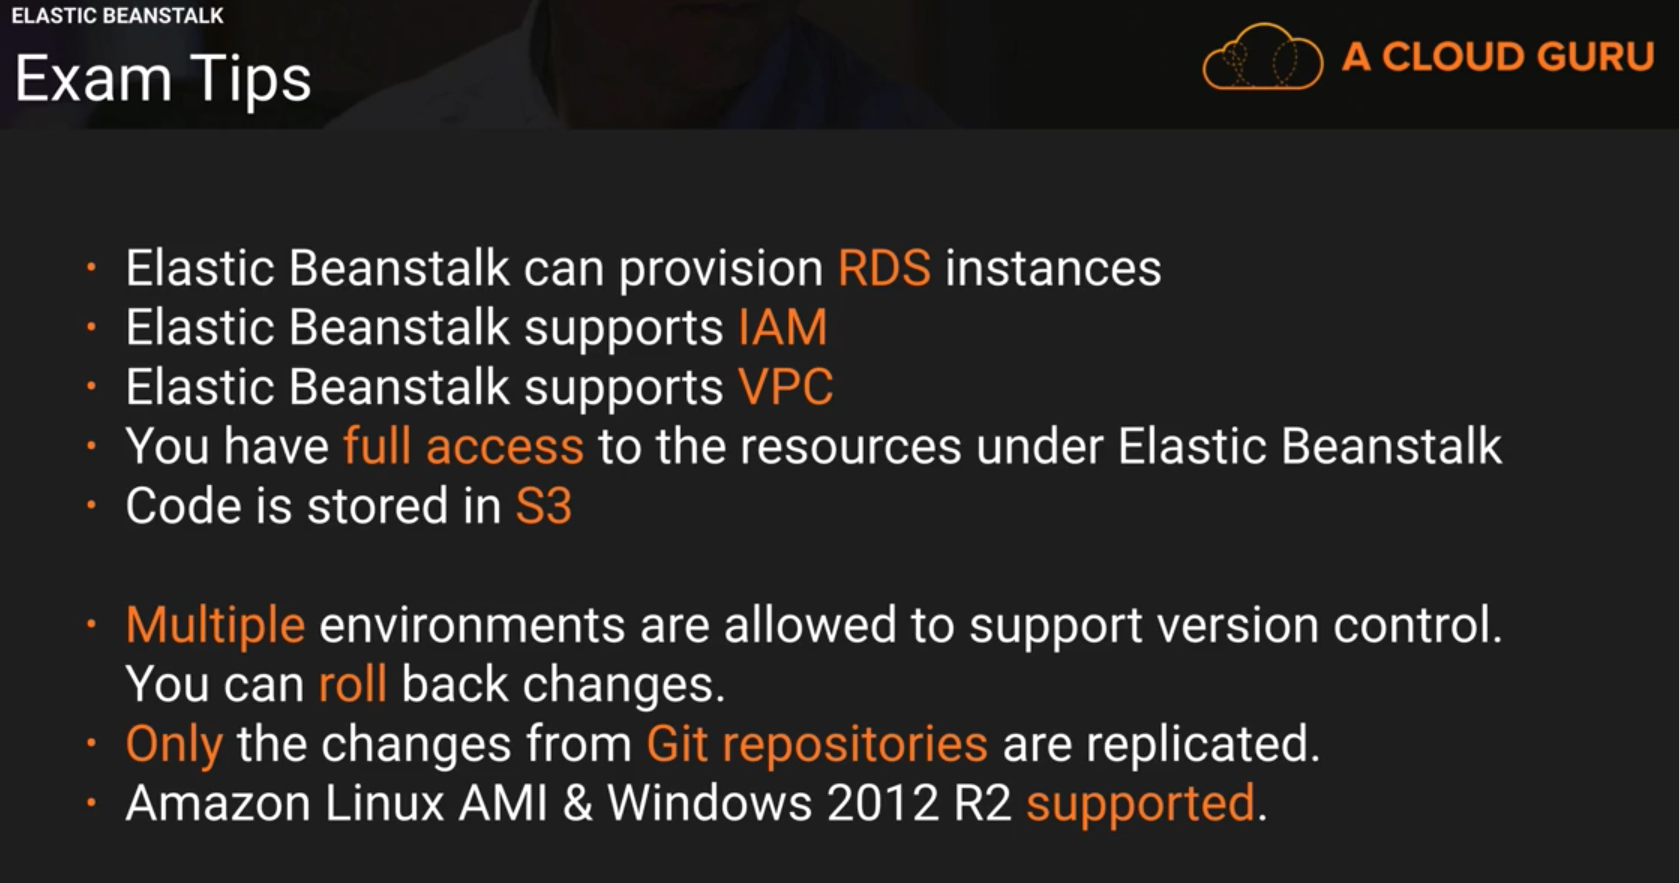 ELASTIC BEANSTALK
Exam Tips
A CLOUD GURU
• Elastic Beanstalk can provision RDS instances
• Elastic Beanstalk supports IAM
• Elastic Beanstalk supports VPC
• You have full access to the resources under Elastic Beanstalk
• Code is stored in S3
• Multiple environments are allowed to support version control.
You can roll back changes.
• Only the changes from Git repositories are replicated.
• Amazon Linux AMI & Windows 2012 R2 supported.